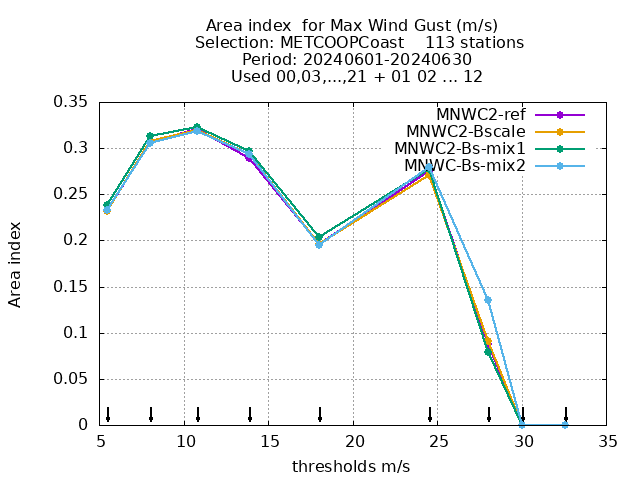 Area index  for Max Wind Gust (m/s)
Selection: METCOOPCoast    113 stations
Period: 20240601-20240630
Used 00,03,...,21 + 01 02 ... 12
MNWC2-ref
MNWC2-Bscale
MNWC2-Bs-mix1
MNWC-Bs-mix2
0.35
0.3
0.25
0.2
0.15
0.1
0.05
0
Area index
5 10 15 20 25 30 35
thresholds m/s